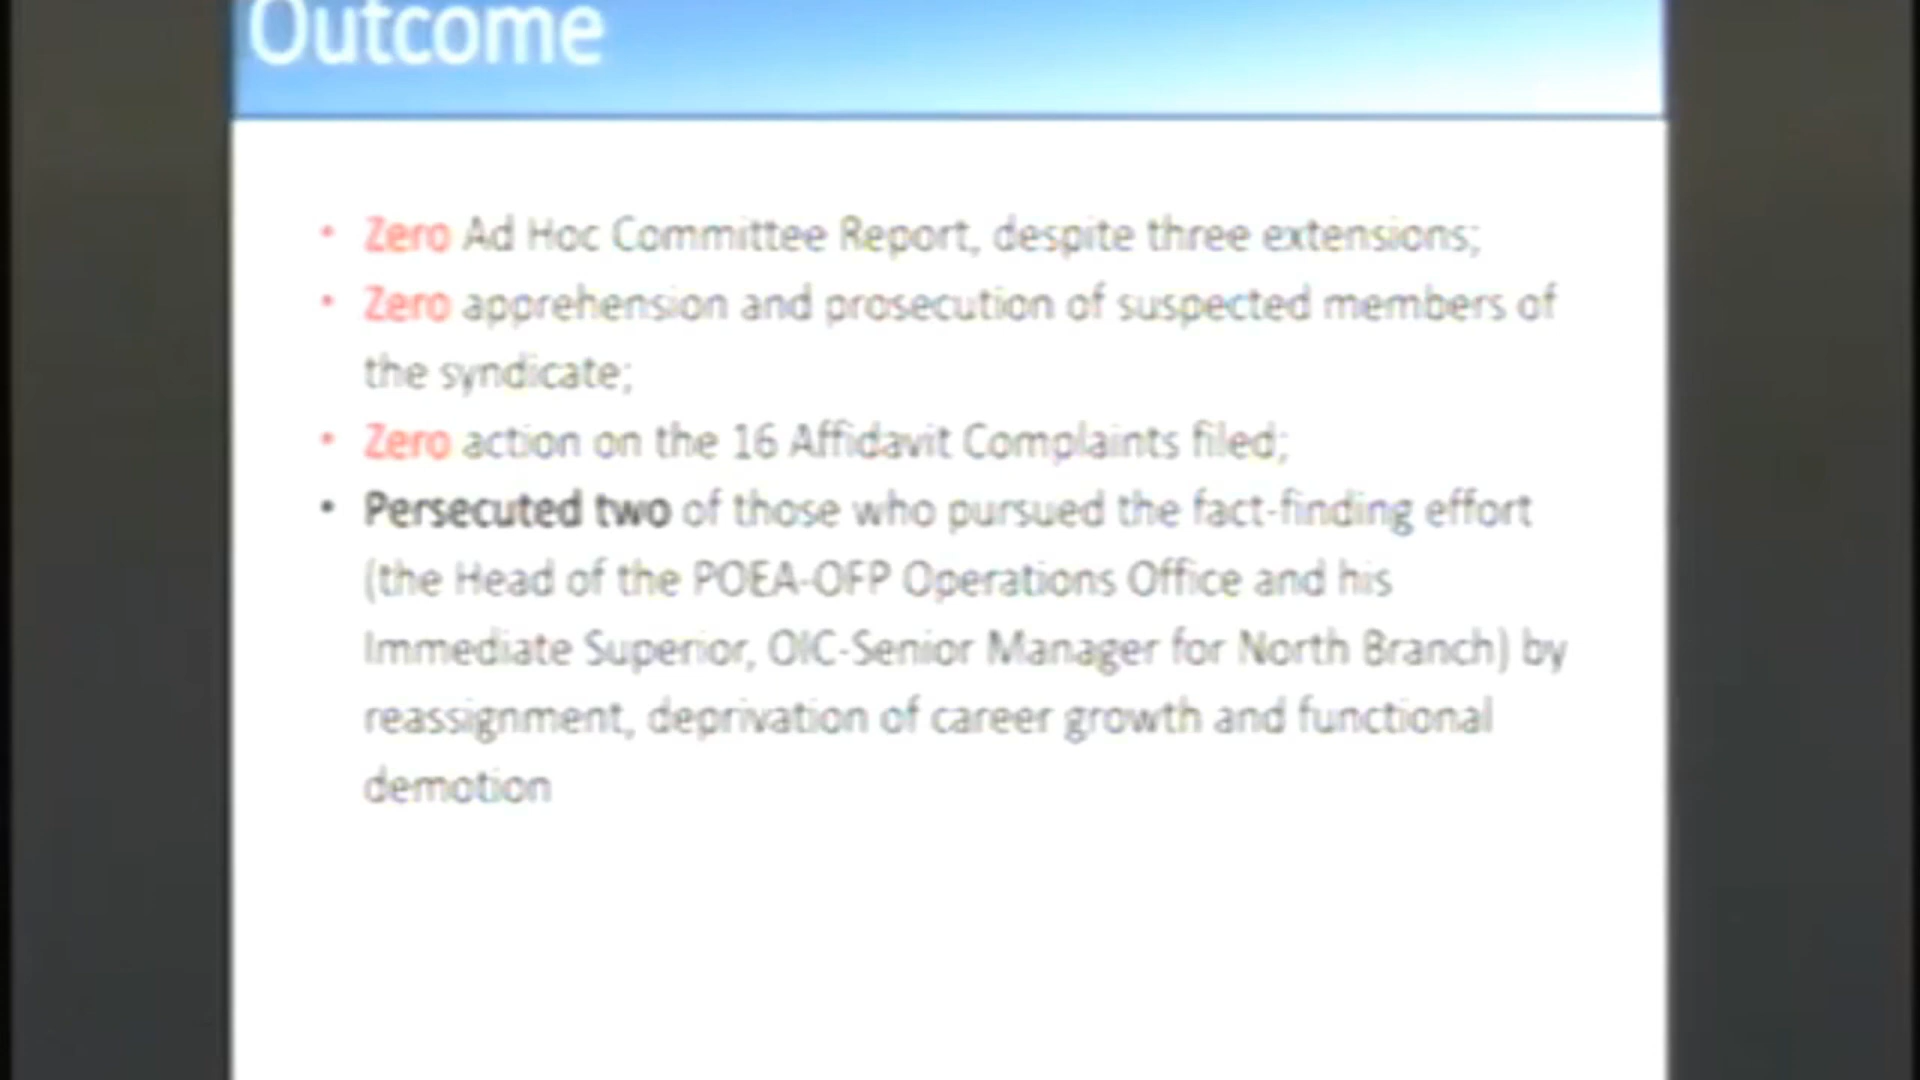 Outcome
• Zero Ad Hoc Committee Report, despite three extensions;
• Zero apprehension and prosecution of suspected members of
the syndicate;
• Zero action on the 16 Affidavit Complaints filed;
• Persecuted two of those who pursued the fact-finding effort
(the Head of the POEA-OFP Operations Office and his
Immediate Superior, OIC-Senior Manager for North Branch) by
reassignment, deprivation of career growth and functional
demotion